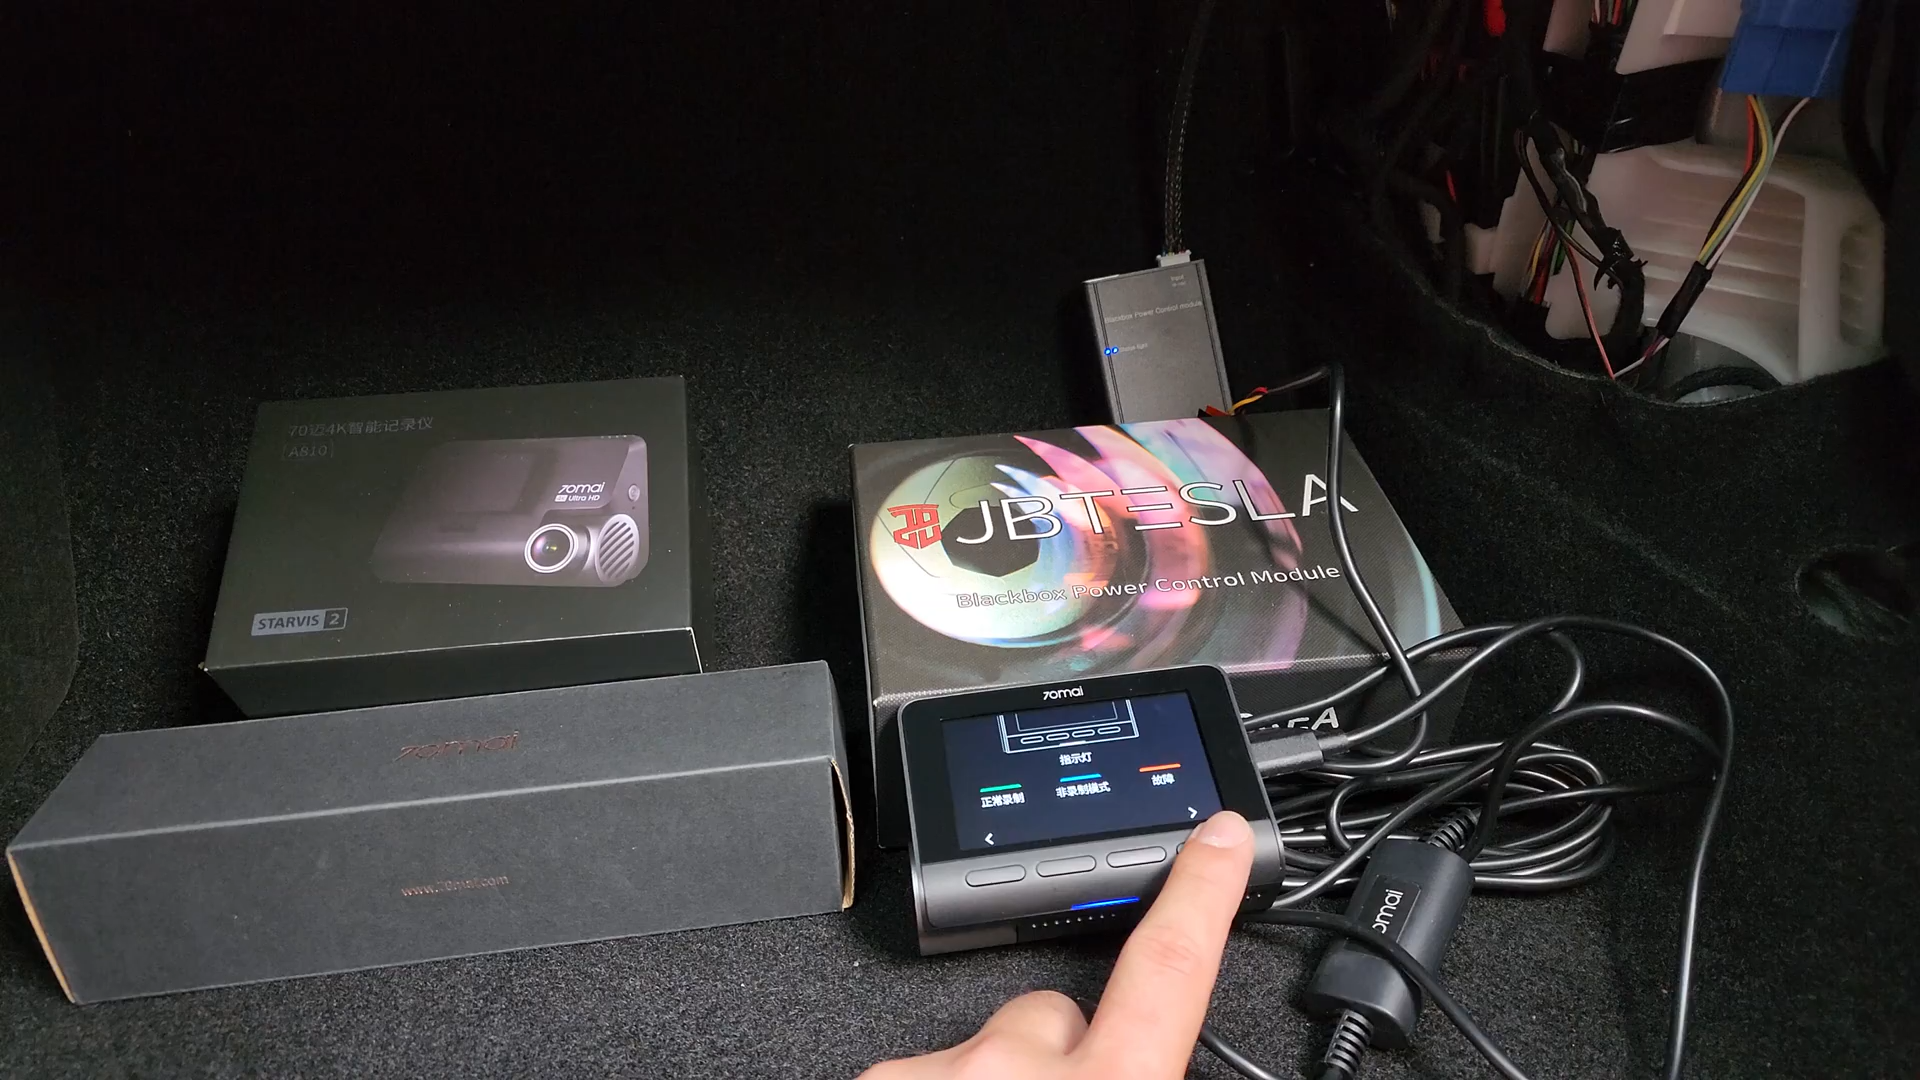 70迈4K智能记录仪
A810
70mai
4K Ultra HD
STARVIS 2
70mai
www.70mai.com
Input
Blackbox Power Control Module
Status light
JBTESLA
Blackbox Power Control Module
70mai
指示灯
正常录制
非录制模式
故障
70mai